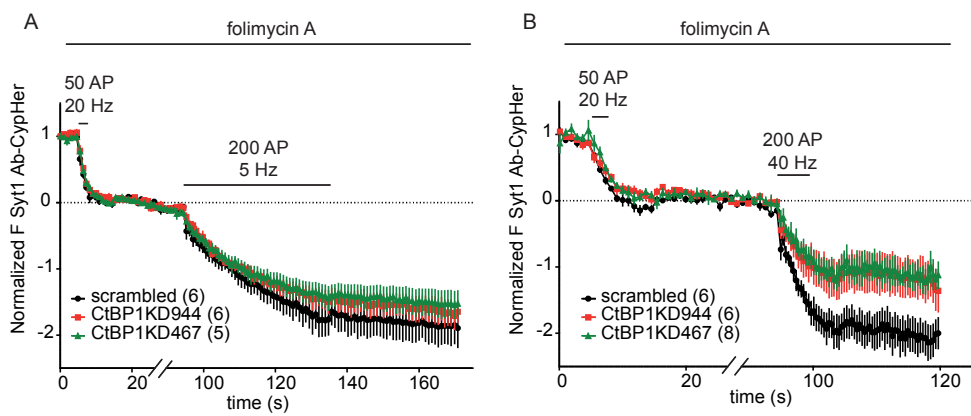 A
folimycin A
50 AP
20 Hz
200 AP
5 Hz
Normalized F Syt1 Ab-CypHer
1
0
-1
-2
scrambled (6)
CtBP1KD944 (6)
CtBP1KD467 (5)
0 20 100 120 140 160
time (s)
B
folimycin A
50 AP
20 Hz
200 AP
40 Hz
Normalized F Syt1 Ab-CypHer
1
0
-1
-2
scrambled (6)
CtBP1KD944 (6)
CtBP1KD467 (8)
0 20 100 120
time (s)